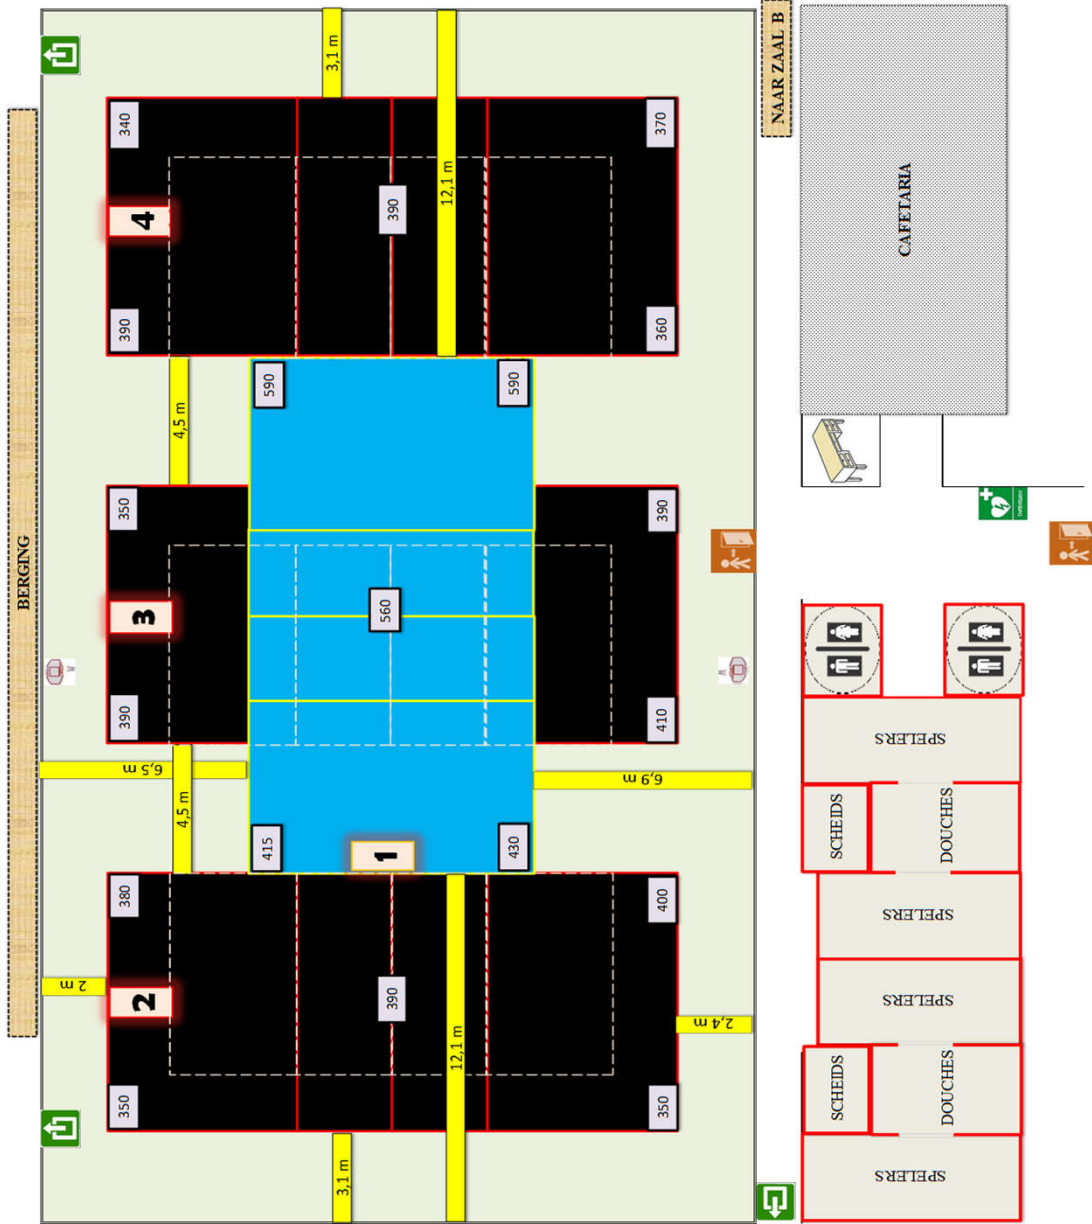 BERGING
NAAR ZAAL B
3,1 m
12,1 m
340
370
4
390
390
360
CAFETARIA
4,5 m
590
590
350
390
3
560
390
410
6,5 m
6,9 m
4,5 m
415
1
430
380
400
2 m
2
390
2,4 m
12,1 m
350
350
3,1 m
Defibrillator
SPELERS
SCHEIDS
DOUCHES
SPELERS
SPELERS
SCHEIDS
DOUCHES
SPELERS